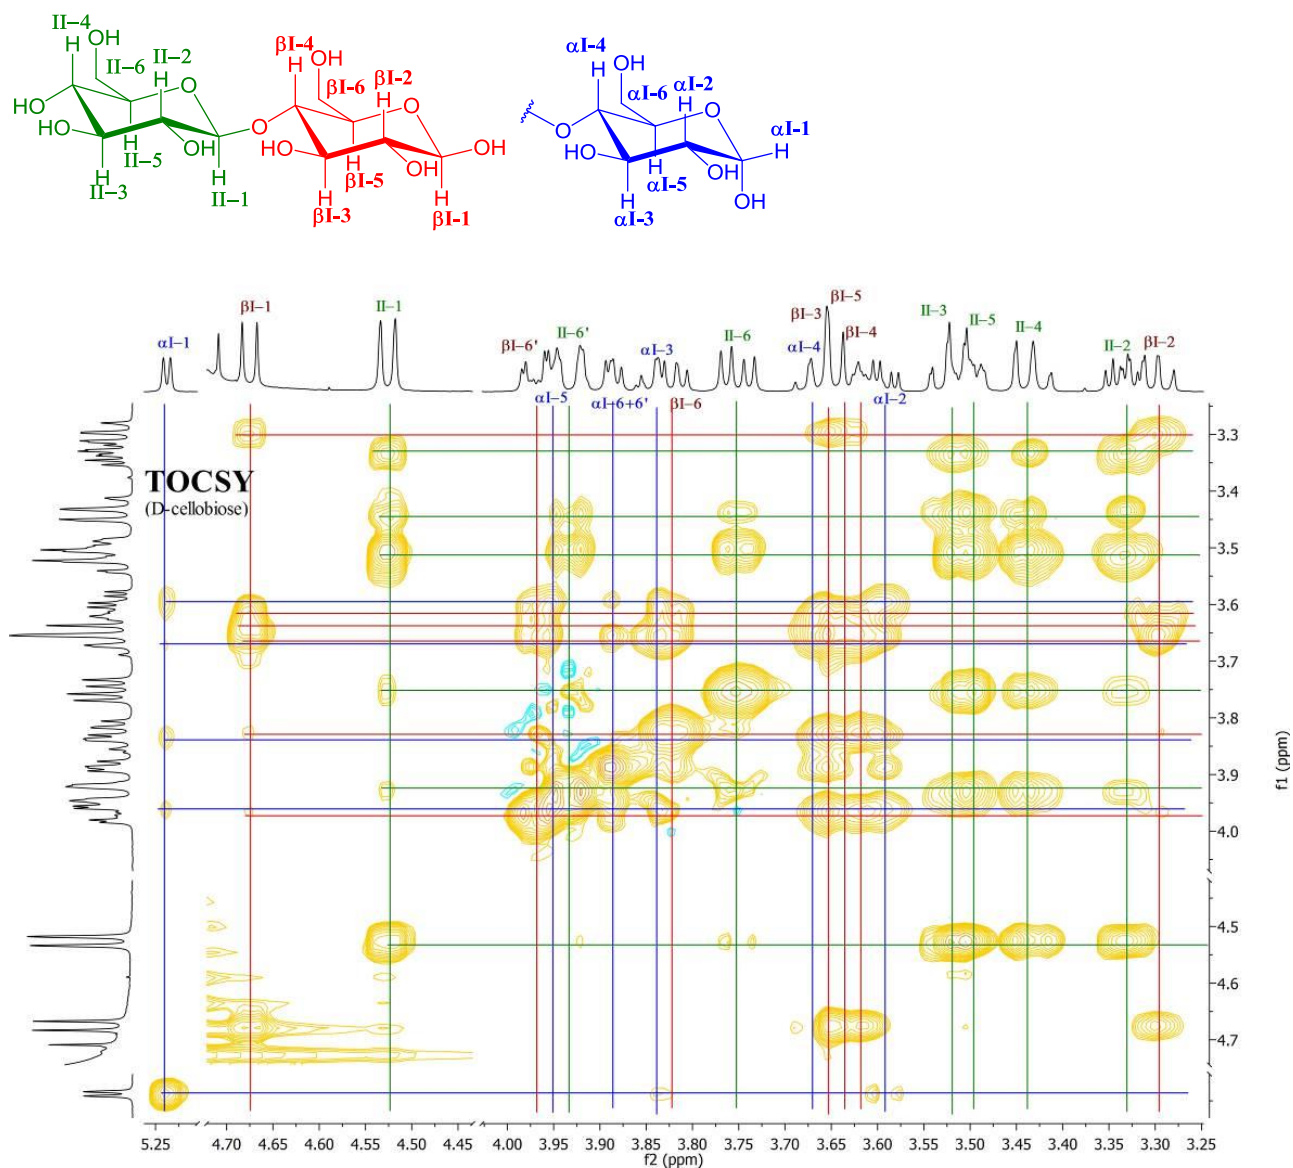 II–4
OH
H
II–2
H
II–6
O
HO
HO
H
OH
H
II–5
H
II–3
II–1
O
βI-4
H
OH
βI-2
βI-6
H
O
HO
OH
OH
H
βI-5
H
H
βI-3
βI-1
αI-4
OH
αI-2
H
αI-6
H
O
αI-1
H
O
HO
H
OH
αI-5
H
OH
αI-3
αI–1
βI–1
II–1
βI–6'
II–6'
αI–3
II–6
βI–3
βI–5
βI–4
αI–4
II–3
II–5
II–4
II–2
βI–2
αI–5
αI+6+6'
βI–6
αI–2
TOCSY
(D-cellobiose)
3.3
3.4
3.5
3.6
3.7
3.8
3.9
4.0
4.5
4.6
4.7
f1 (ppm)
5.25 4.70 4.65 4.60 4.55 4.50 4.45 4.40 4.00 3.95 3.90 3.85 3.80 3.75 3.70 3.65 3.60 3.55 3.50 3.45 3.40 3.35 3.30 3.25
f2 (ppm)